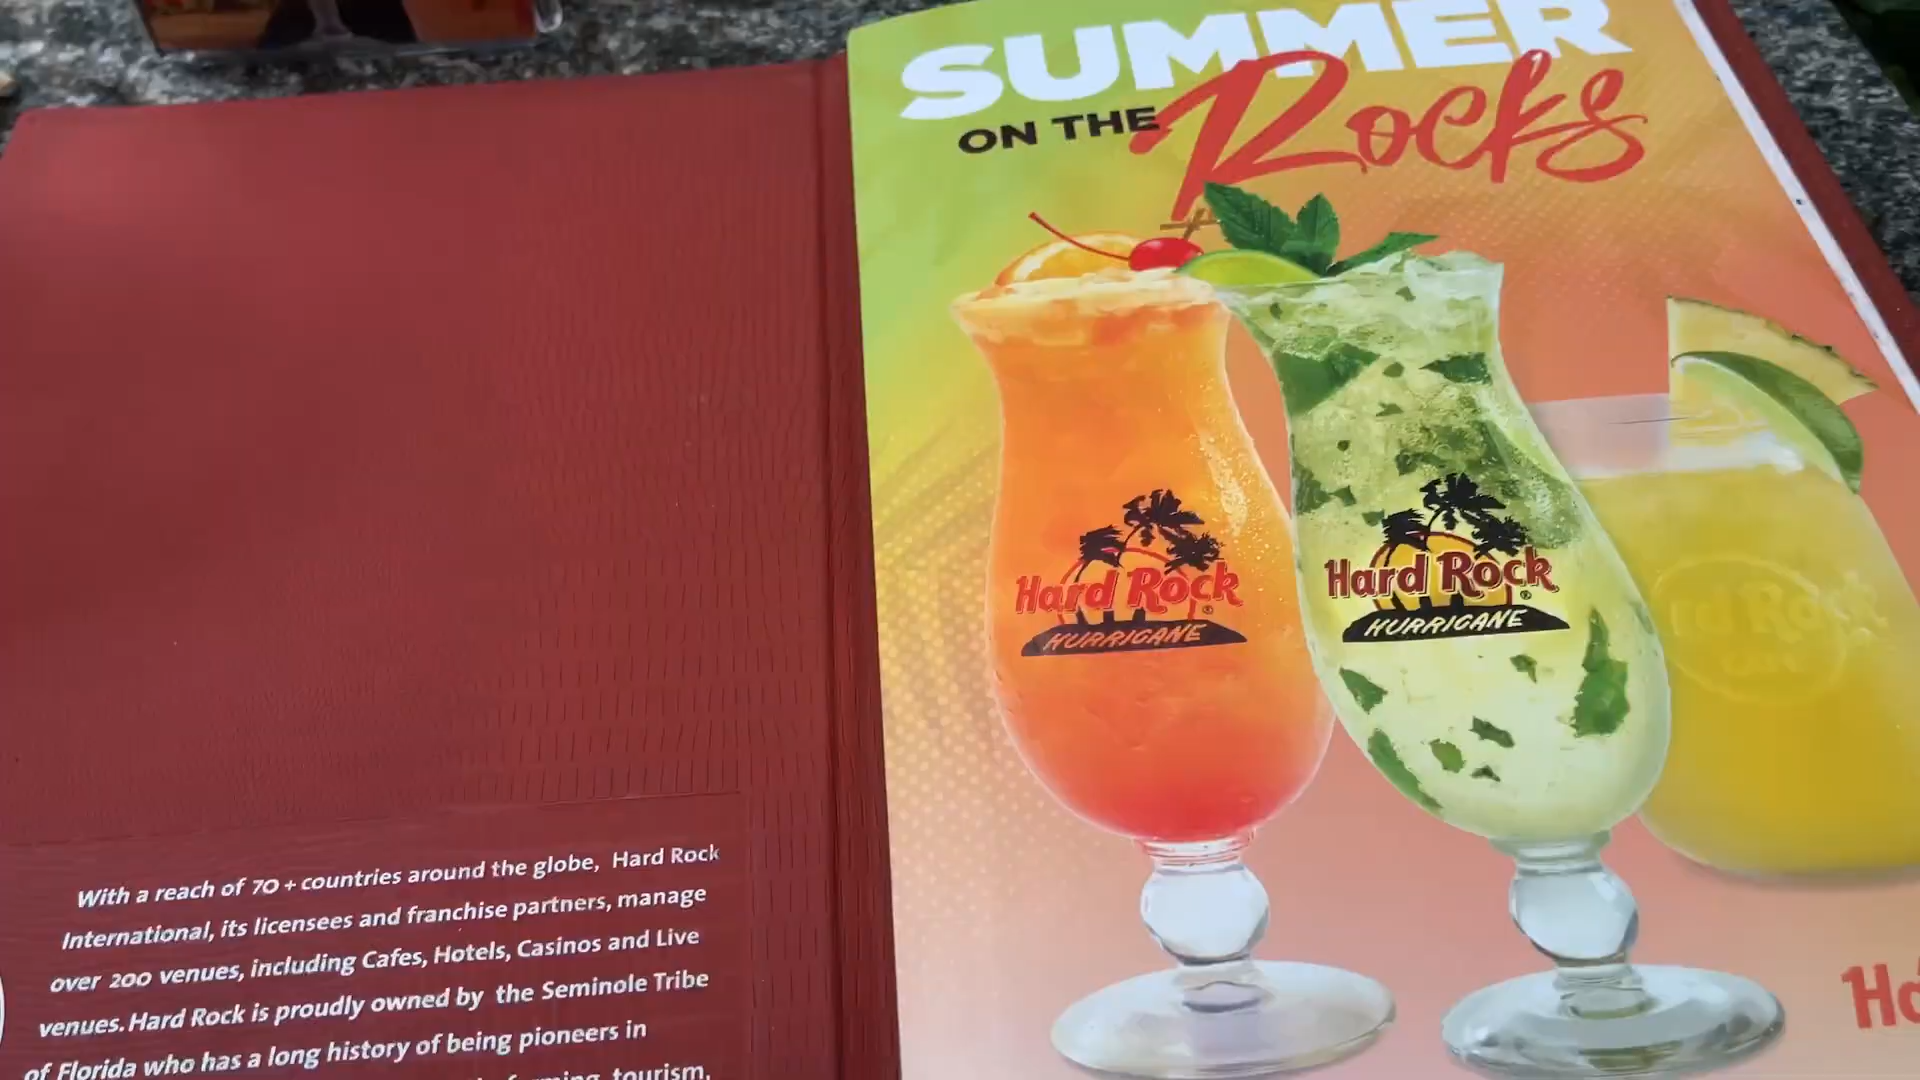 With a reach of 70 + countries around the globe, Hard Rock
International, its licensees and franchise partners, manage
over 200 venues, including Cafes, Hotels, Casinos and Live
venues. Hard Rock is proudly owned by the Seminole Tribe
of Florida who has a long history of being pioneers in
tourism,
SUMMER
ON THE Rocks
Hard Rock
HURRICANE
Hard Rock
HURRICANE